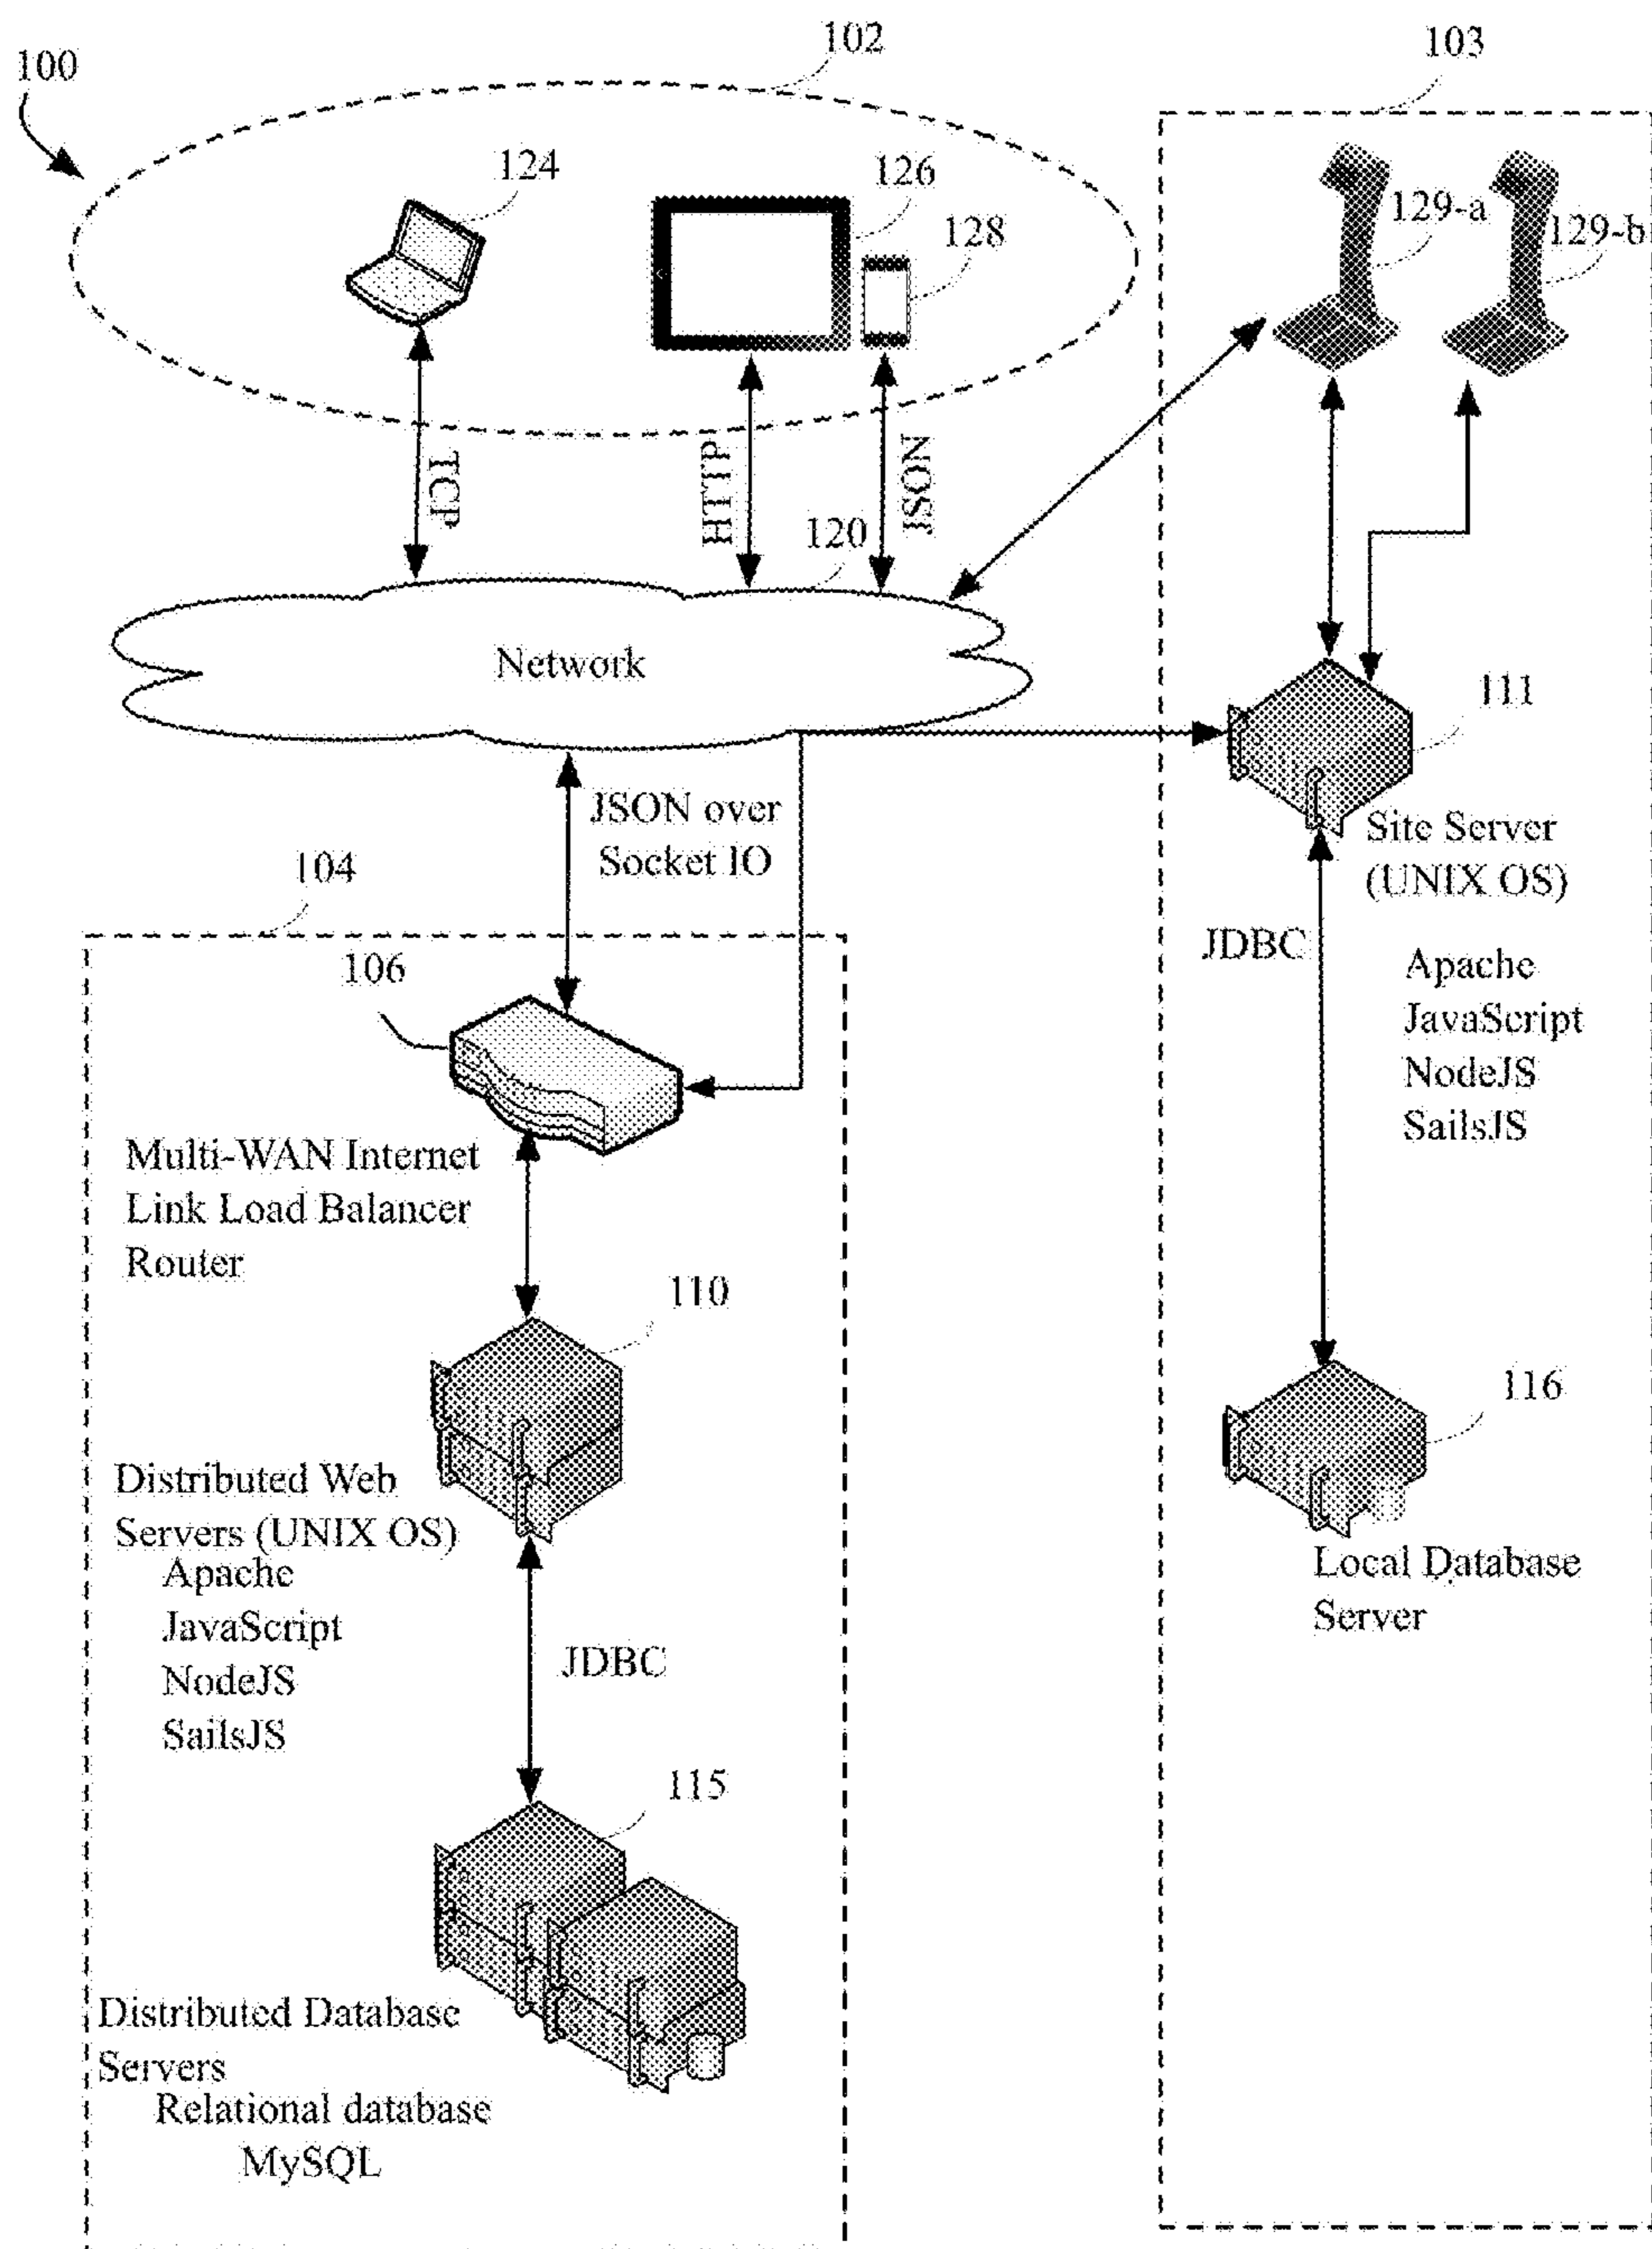 100
102
103
124
126
128
129-a
129-b
TCP
HTTP
JSON
120
Network
111
JSON over
Socket IO
Site Server
(UNIX OS)
104
106
JDBC
Apache
JavaScript
NodeJS
SailsJS
Multi-WAN Internet
Link Load Balancer
Router
110
116
Distributed Web
Servers (UNIX OS)
Apache
JavaScript
NodeJS
SailsJS
Local Database
Server
JDBC
115
Distributed Database
Servers
Relational database
MySQL